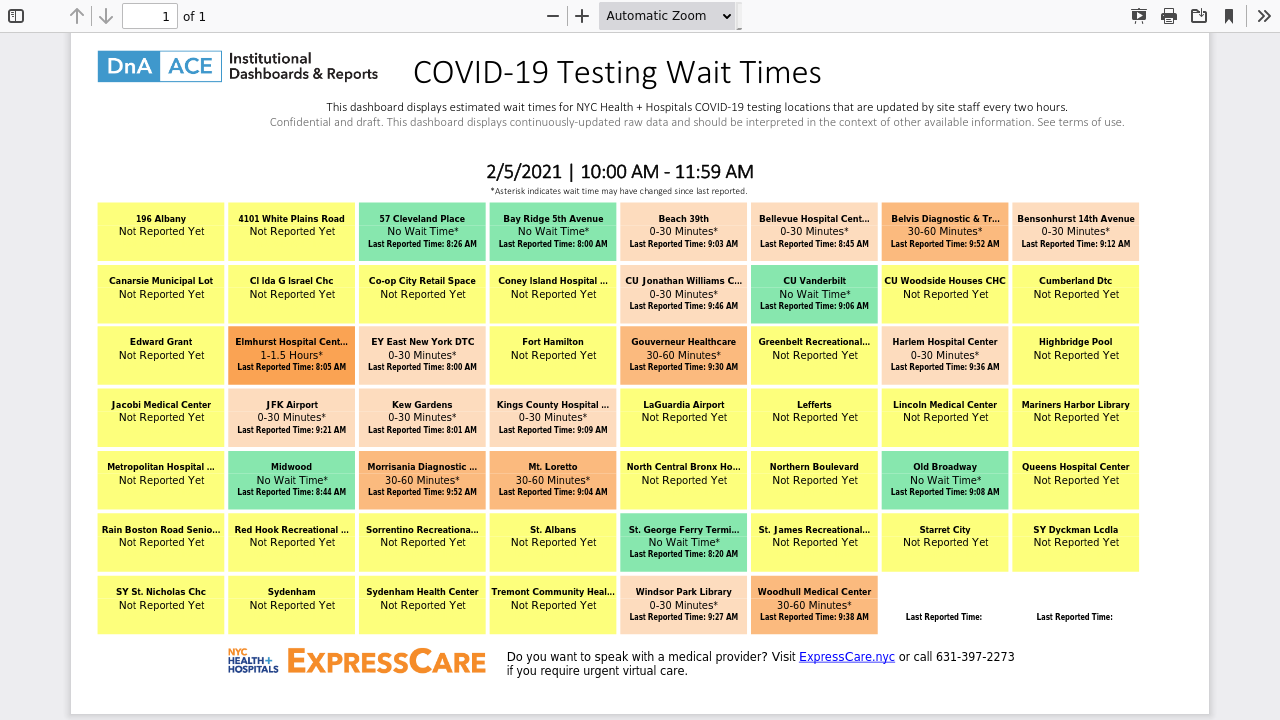 1 of 1 Automatic Zoom
DnA ACE Institutional
Dashboards & Reports
COVID-19 Testing Wait Times
This dashboard displays estimated wait times for NYC Health + Hospitals COVID-19 testing locations that are updated by site staff every two hours.
Confidential and draft. This dashboard displays continuously-updated raw data and should be interpreted in the context of other available information. See terms of use.
2/5/2021 | 10:00 AM - 11:59 AM
*Asterisk indicates wait time may have changed since last reported.
196 Albany
Not Reported Yet
4101 White Plains Road
Not Reported Yet
57 Cleveland Place
No Wait Time*
Last Reported Time: 8:26 AM
Bay Ridge 5th Avenue
No Wait Time*
Last Reported Time: 8:00 AM
Beach 39th
0-30 Minutes*
Last Reported Time: 9:03 AM
Bellevue Hospital Cent...
0-30 Minutes*
Last Reported Time: 8:45 AM
Belvis Diagnostic & Tr...
30-60 Minutes*
Last Reported Time: 9:52 AM
Bensonhurst 14th Avenue
0-30 Minutes*
Last Reported Time: 9:12 AM
Canarsie Municipal Lot
Not Reported Yet
Cl Ida G Israel Chc
Not Reported Yet
Co-op City Retail Space
Not Reported Yet
Coney Island Hospital ...
Not Reported Yet
CU Jonathan Williams C...
0-30 Minutes*
Last Reported Time: 9:46 AM
CU Vanderbilt
No Wait Time*
Last Reported Time: 9:06 AM
CU Woodside Houses CHC
Not Reported Yet
Cumberland Dtc
Not Reported Yet
Edward Grant
Not Reported Yet
Elmhurst Hospital Cent...
1-1.5 Hours*
Last Reported Time: 8:05 AM
EY East New York DTC
0-30 Minutes*
Last Reported Time: 8:00 AM
Fort Hamilton
Not Reported Yet
Gouverneur Healthcare
30-60 Minutes*
Last Reported Time: 9:30 AM
Greenbelt Recreational...
Not Reported Yet
Harlem Hospital Center
0-30 Minutes*
Last Reported Time: 9:36 AM
Highbridge Pool
Not Reported Yet
Jacobi Medical Center
Not Reported Yet
JFK Airport
0-30 Minutes*
Last Reported Time: 9:21 AM
Kew Gardens
0-30 Minutes*
Last Reported Time: 8:01 AM
Kings County Hospital ...
0-30 Minutes*
Last Reported Time: 9:09 AM
LaGuardia Airport
Not Reported Yet
Lefferts
Not Reported Yet
Lincoln Medical Center
Not Reported Yet
Mariners Harbor Library
Not Reported Yet
Metropolitan Hospital ...
Not Reported Yet
Midwood
No Wait Time*
Last Reported Time: 8:44 AM
Morrisania Diagnostic ...
30-60 Minutes*
Last Reported Time: 9:52 AM
Mt. Loretto
30-60 Minutes*
Last Reported Time: 9:04 AM
North Central Bronx Ho...
Not Reported Yet
Northern Boulevard
Not Reported Yet
Old Broadway
No Wait Time*
Last Reported Time: 9:08 AM
Queens Hospital Center
Not Reported Yet
Rain Boston Road Senio...
Not Reported Yet
Red Hook Recreational ...
Not Reported Yet
Sorrentino Recreationa...
Not Reported Yet
St. Albans
Not Reported Yet
St. George Ferry Termi...
No Wait Time*
Last Reported Time: 8:20 AM
St. James Recreational...
Not Reported Yet
Starret City
Not Reported Yet
SY Dyckman Lcdla
Not Reported Yet
SY St. Nicholas Chc
Not Reported Yet
Sydenham
Not Reported Yet
Sydenham Health Center
Not Reported Yet
Tremont Community Heal...
Not Reported Yet
Windsor Park Library
0-30 Minutes*
Last Reported Time: 9:27 AM
Woodhull Medical Center
30-60 Minutes*
Last Reported Time: 9:38 AM
Last Reported Time:
Last Reported Time:
NYC
HEALTH+
HOSPITALS
EXPRESSCARE
Do you want to speak with a medical provider? Visit ExpressCare.nyc or call 631-397-2273
if you require urgent virtual care.